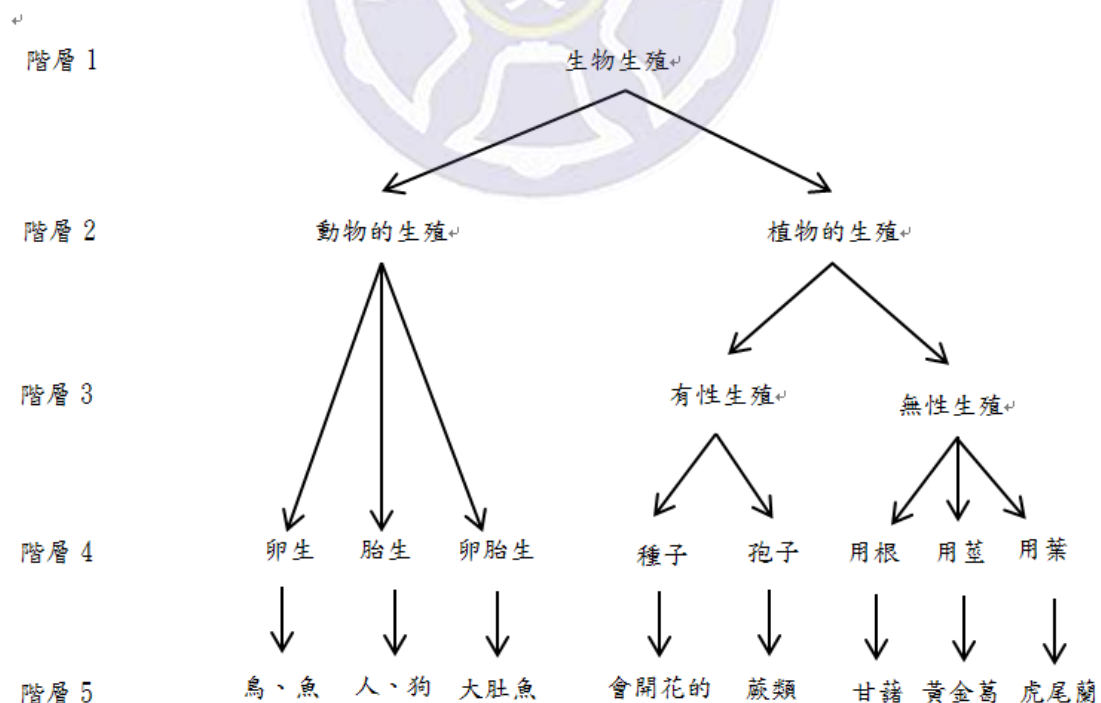 階層 1 生物生殖
階層 2 動物的生殖 植物的生殖
階層 3 有性生殖 無性生殖
階層 4 卵生 胎生 卵胎生 種子 孢子 用根 用莖 用葉
階層 5 鳥、魚 人、狗 大肚魚 會開花的 蕨類 甘藷 黃金葛 虎尾蘭